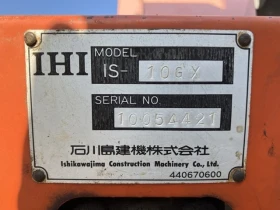 IHI
MODEL
IS- 10GX
SERIAL NO.
10054421
石川島建機株式会社
Ishikawajima Construction Machinery Co., Ltd.
440670600